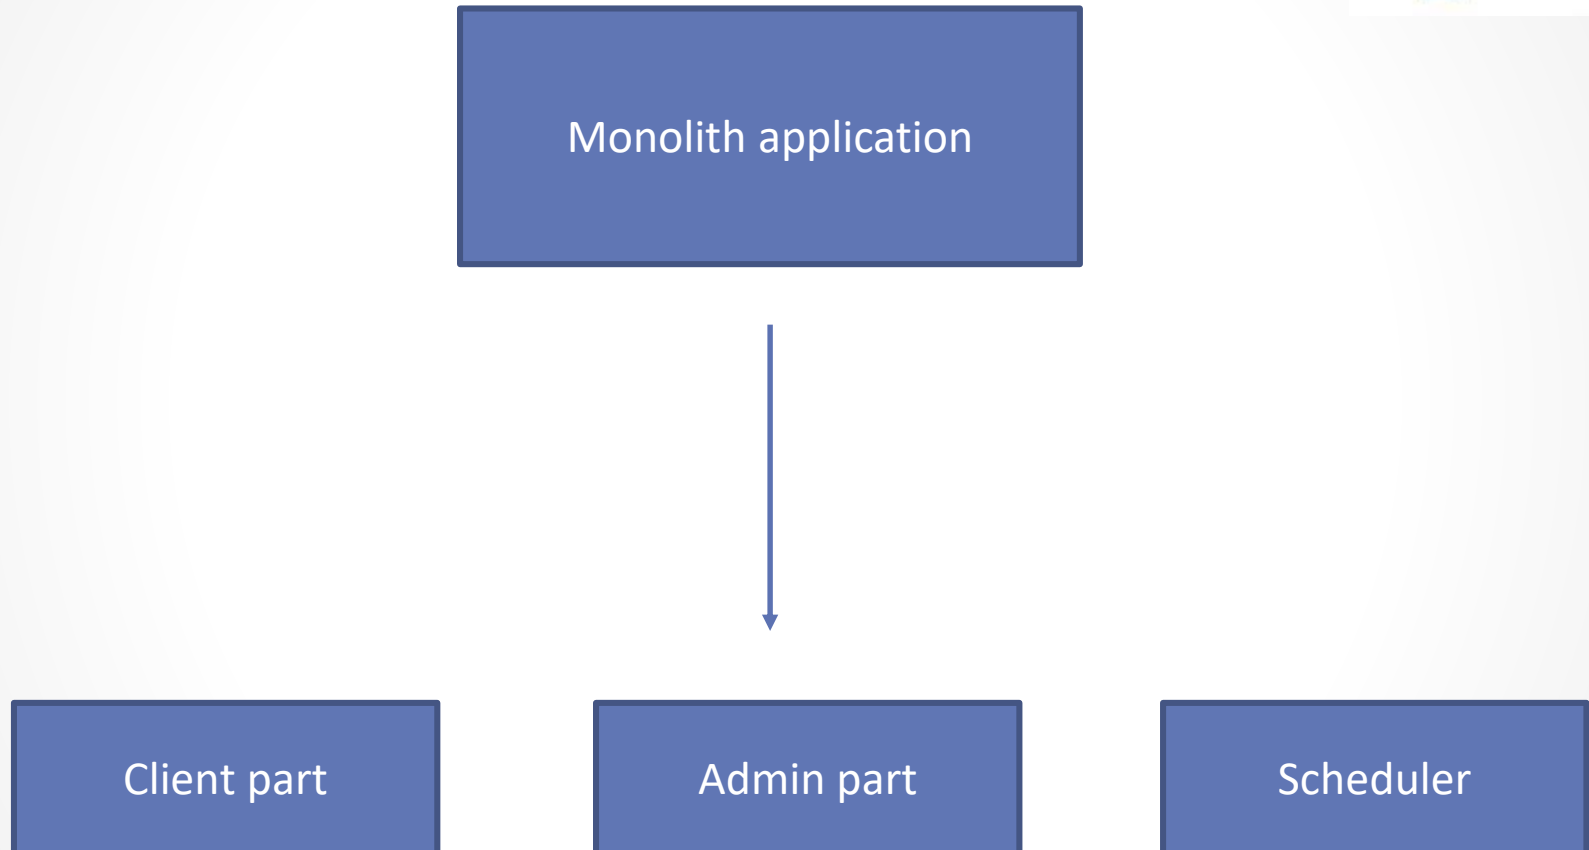 Monolith application
Client part
Admin part
Scheduler